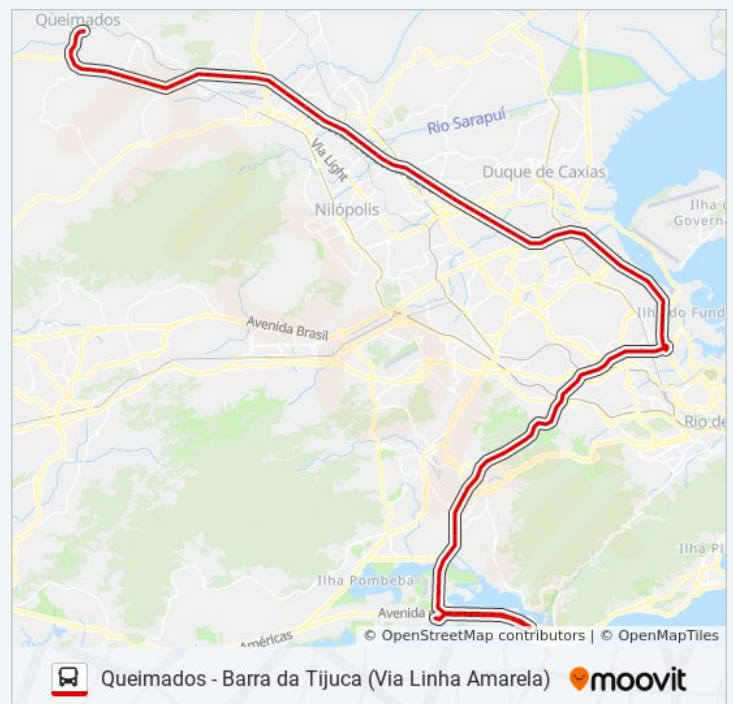 Queimados
Rio Sarapuí
Via Light
Duque de Caxias
Ilha d
Governa
Nilópolis
Avenida Brasil
Ilha do Fund
Rio de
Ilha Pi
Ilha Pombeba
Avenida
Américas
© OpenStreetMap contributors | © OpenMapTiles
Queimados - Barra da Tijuca (Via Linha Amarela)
moovit